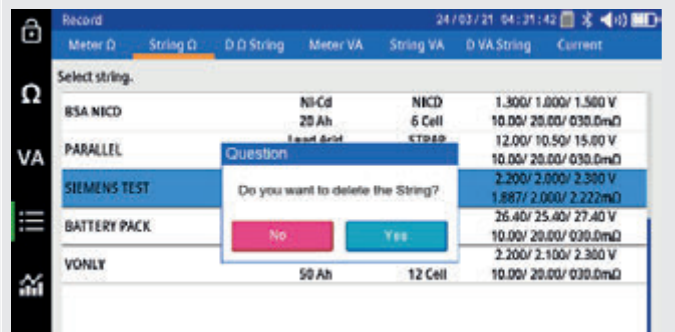 Record 24/03/21 04:31:42
Meter Ω String Ω D Ω String Meter VA String VA D VA String Current
Select string.
Ω
VA
BSA NICD Ni-Cd NICD 1.300/ 1.000/ 1.500 V
20 Ah 6 Cell 10.00/ 20.00/ 030.0mΩ
PARALLEL Lead Acid STRAP 12.00/ 10.50/ 15.00 V
10.00/ 20.00/ 030.0mΩ
SIEMENS TEST 2.200/ 2.000/ 2.300 V
1.887/ 2.000/ 2.222mΩ
BATTERY PACK 26.40/ 25.40/ 27.40 V
10.00/ 20.00/ 030.0mΩ
VONLY 2.200/ 2.100/ 2.300 V
50 Ah 12 Cell 10.00/ 20.00/ 030.0mΩ
Question
Do you want to delete the String?
No Yes